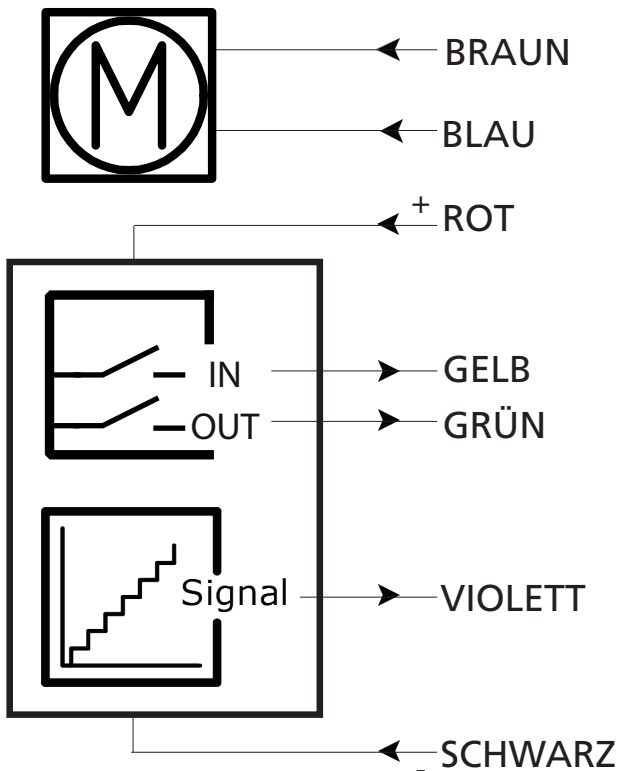 M
BRAUN
BLAU
+ ROT
IN GELB
OUT GRÜN
Signal VIOLETT
SCHWARZ
-